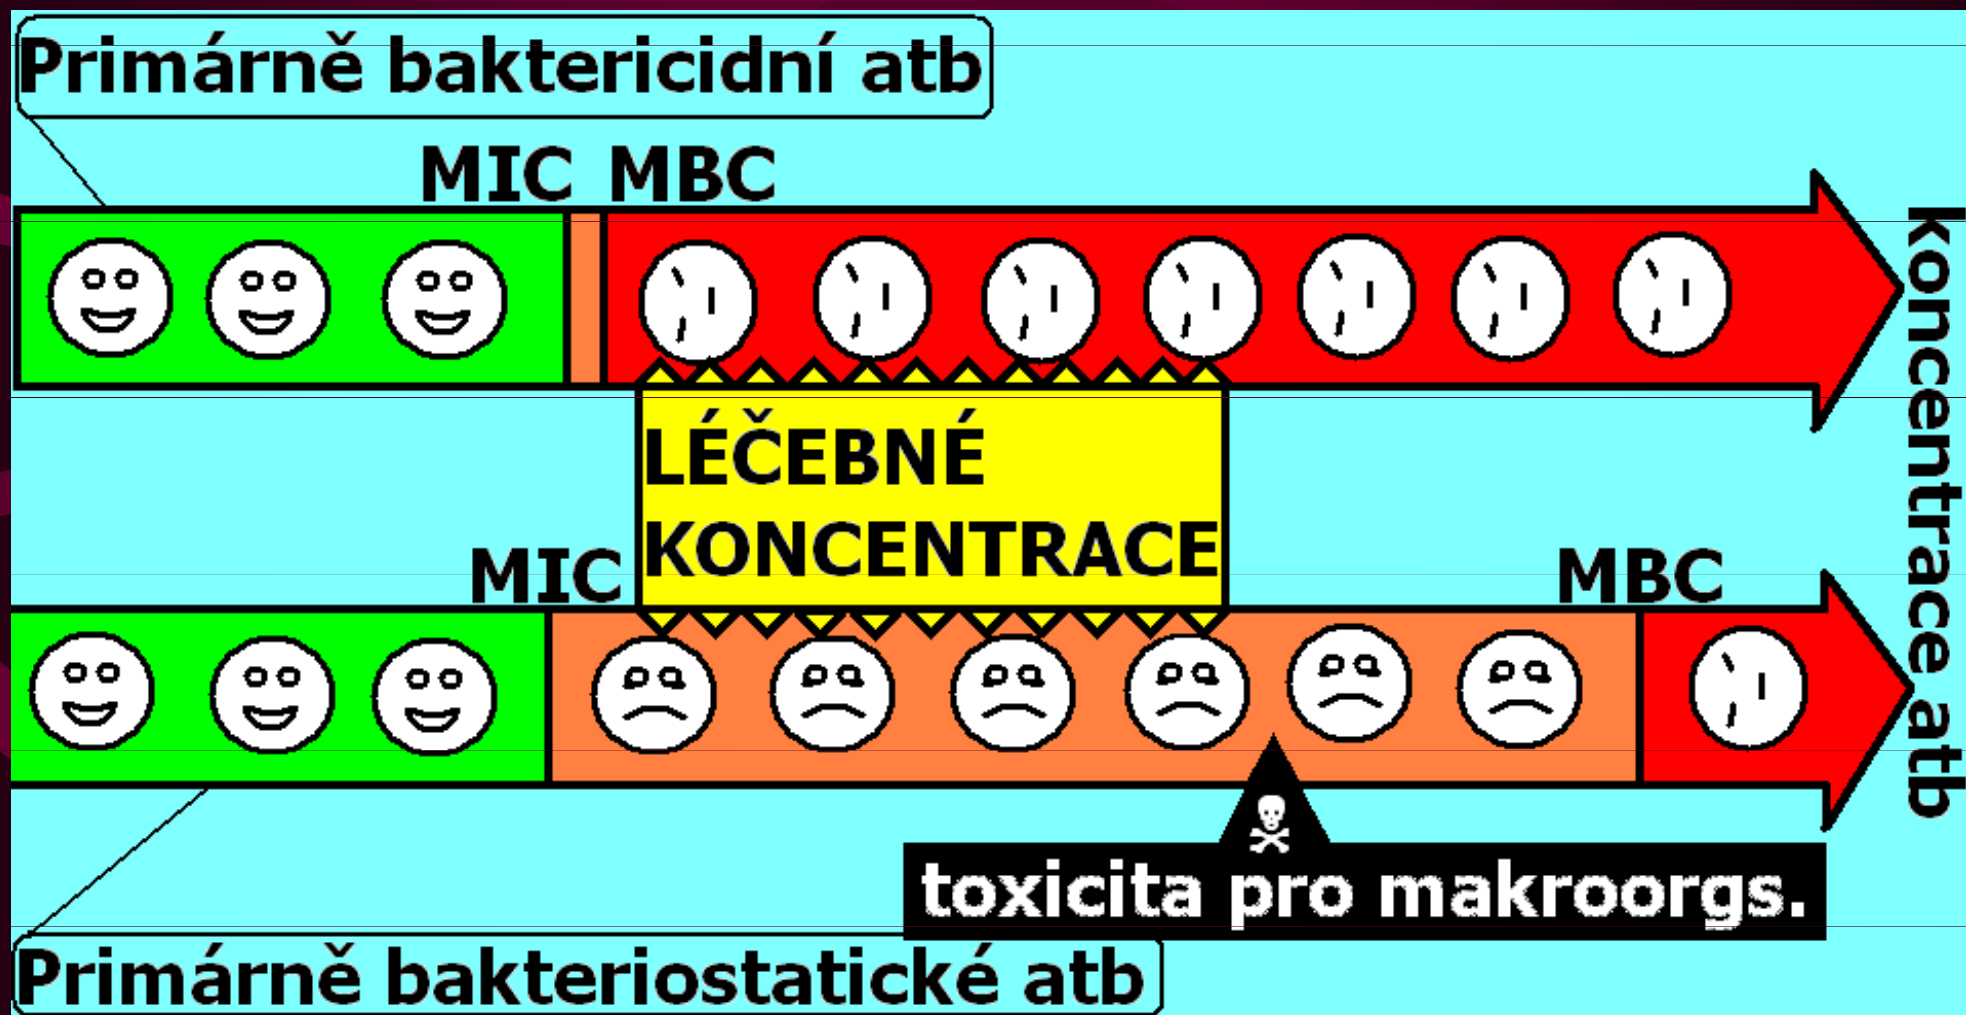 Primárně baktericidní atb
MIC MBC
LÉČEBNÉ
KONCENTRACE
MIC
MBC
koncentrace atb
toxicita pro makroorgs.
Primárně bakteriostatické atb